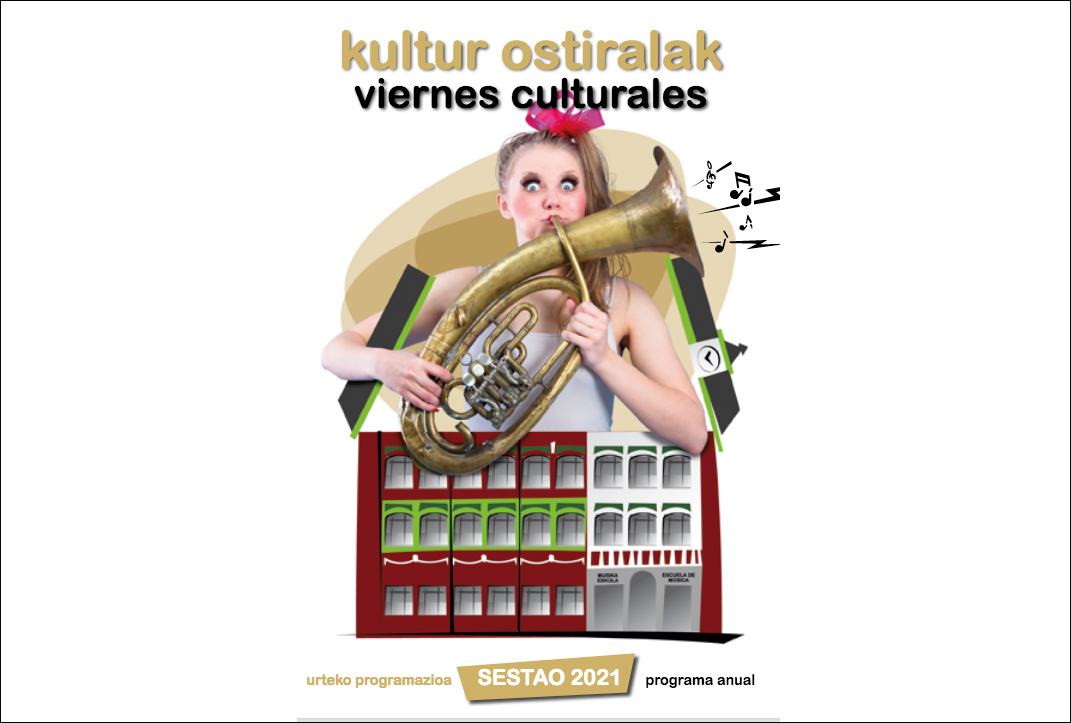 kultur ostiralak
viernes culturales
MUSIKA
ESKOLA
ESCUELA DE
MÚSICA
urteko programazioa
SESTAO 2021
programa anual